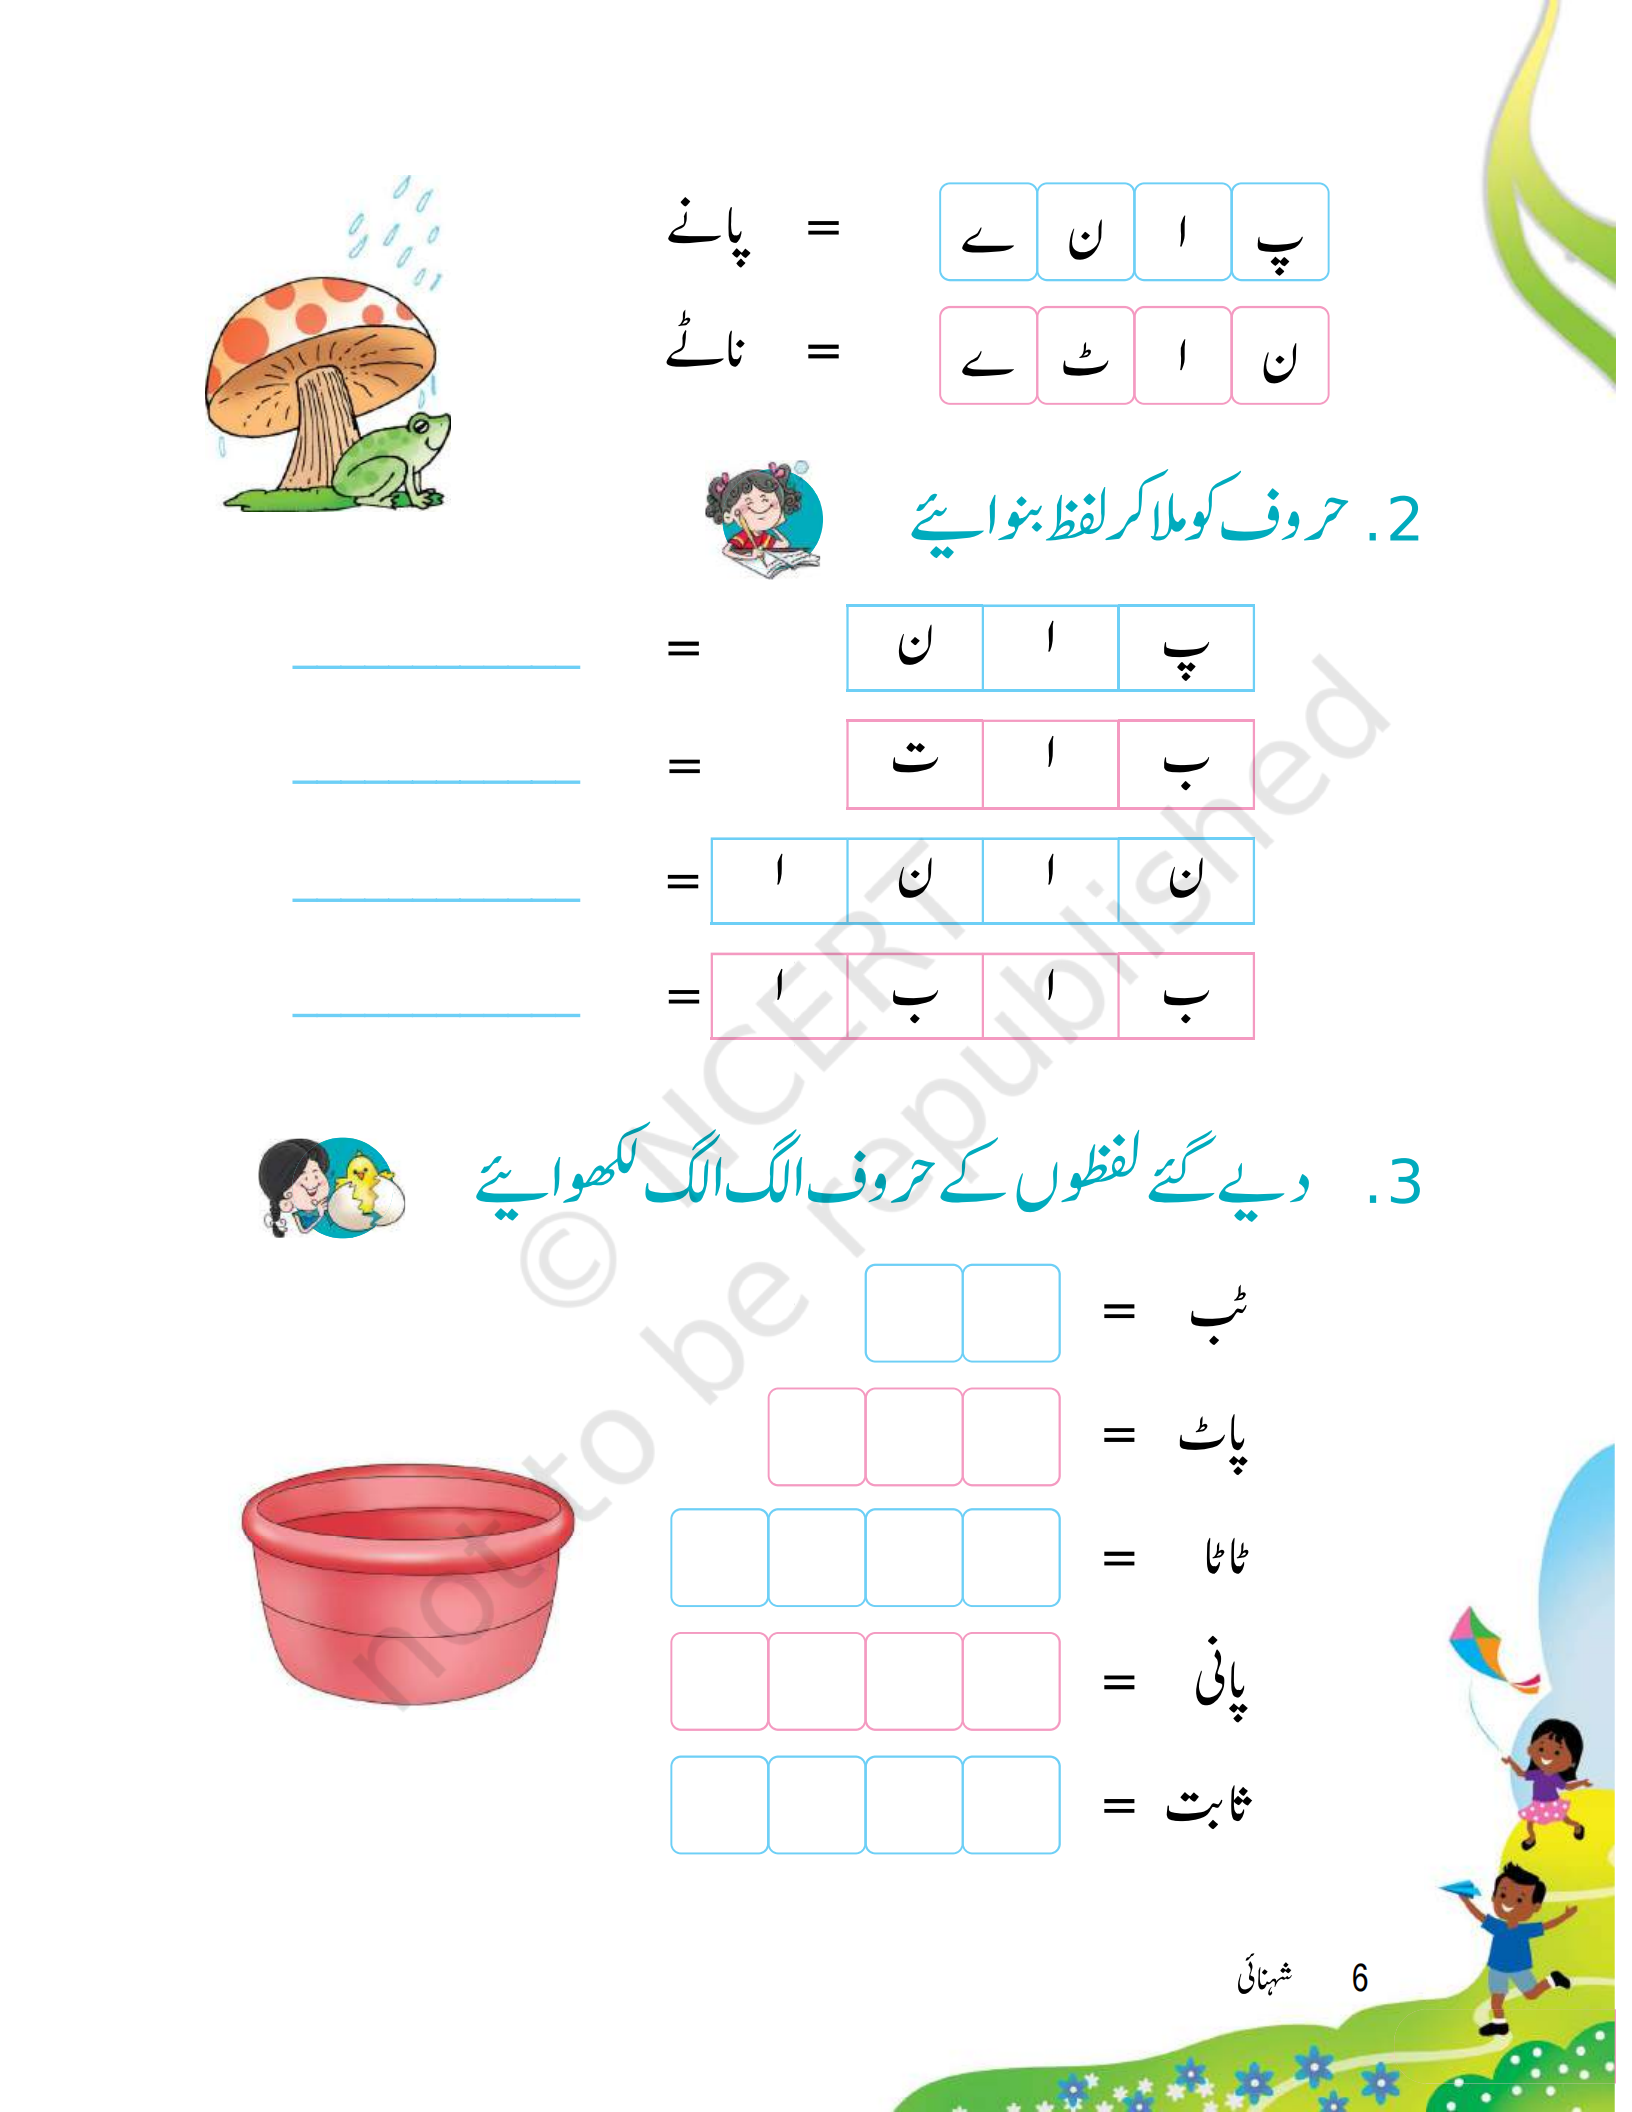 پ ا ن ے = پانے
ن ا ٹ ے = ناٹے
2. حروف کو ملا کر لفظ بنوائیے
پ ا ن = ____________
ب ا ت = ____________
ن ا ن ا = ____________
ب ا ب ا = ____________
3. دیے گئے لفظوں کے حروف الگ الگ لکھوائیے
ٹب =
پاٹ =
ٹاٹا =
پانی =
ثابت =
6 شہنائی
© NCERT
not to be republished